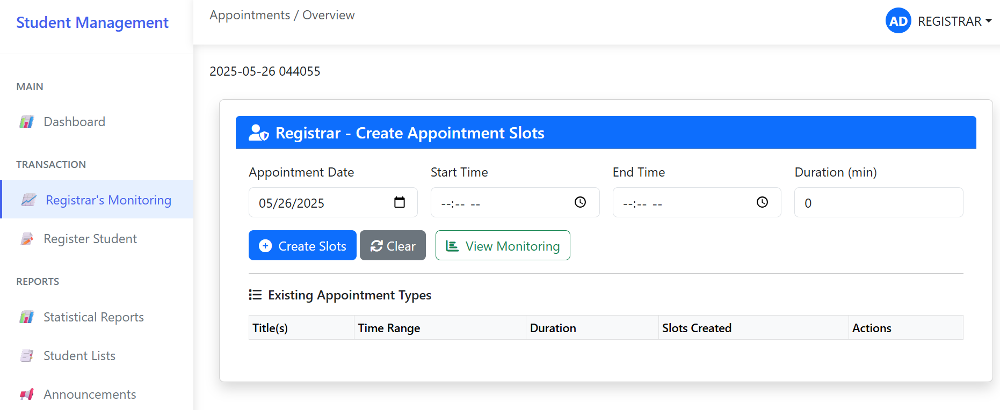 Student Management
MAIN
Dashboard
TRANSACTION
Registrar's Monitoring
Register Student
REPORTS
Statistical Reports
Student Lists
Announcements
Appointments / Overview
AD REGISTRAR
2025-05-26 044055
Registrar - Create Appointment Slots
Appointment Date Start Time End Time Duration (min)
05/26/2025 --:-- -- --:-- -- 0
Create Slots Clear View Monitoring
Existing Appointment Types
Title(s) Time Range Duration Slots Created Actions